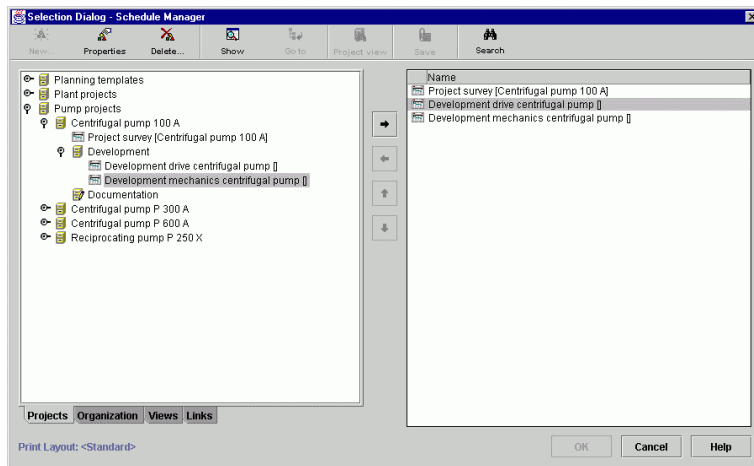 Selection Dialog - Schedule Manager
New... Properties Delete... Show Go to Project view Save Search
Planning templates
Plant projects
Pump projects
Centrifugal pump 100 A
Project survey [Centrifugal pump 100 A]
Development
Development drive centrifugal pump []
Development mechanics centrifugal pump []
Documentation
Centrifugal pump P 300 A
Centrifugal pump P 600 A
Reciprocating pump P 250 X
Name
Project survey [Centrifugal pump 100 A]
Development drive centrifugal pump []
Development mechanics centrifugal pump []
Projects Organization Views Links
Print Layout: <Standard>
OK Cancel Help